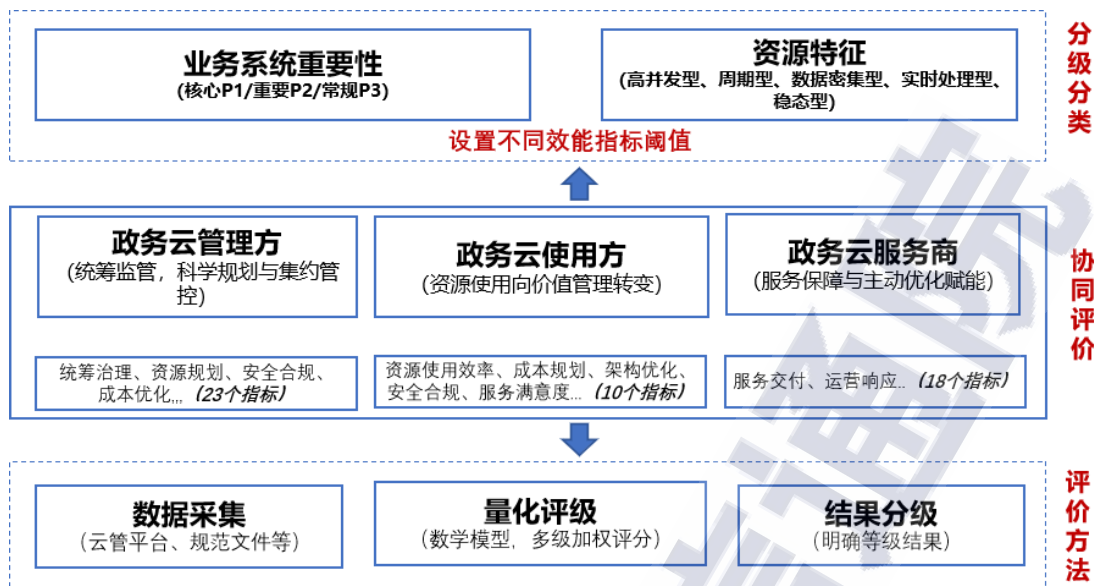 业务系统重要性
(核心P1/重要P2/常规P3)
资源特征
(高并发型、周期型、数据密集型、实时处理型、
稳态型)
设置不同效能指标阈值
分级分类
政务云管理方
(统筹监管，科学规划与集约管
控)
政务云使用方
(资源使用向价值管理转变)
政务云服务商
(服务保障与主动优化赋能)
统筹治理、资源规划、安全合规、
成本优化,,, (23个指标)
资源使用效率、成本规划、架构优化、
安全合规、服务满意度... (10个指标)
服务交付、运营响应.. (18个指标)
协同评价
数据采集
(云管平台、规范文件等)
量化评级
(数学模型，多级加权评分)
结果分级
(明确等级结果)
评价方法
信通院